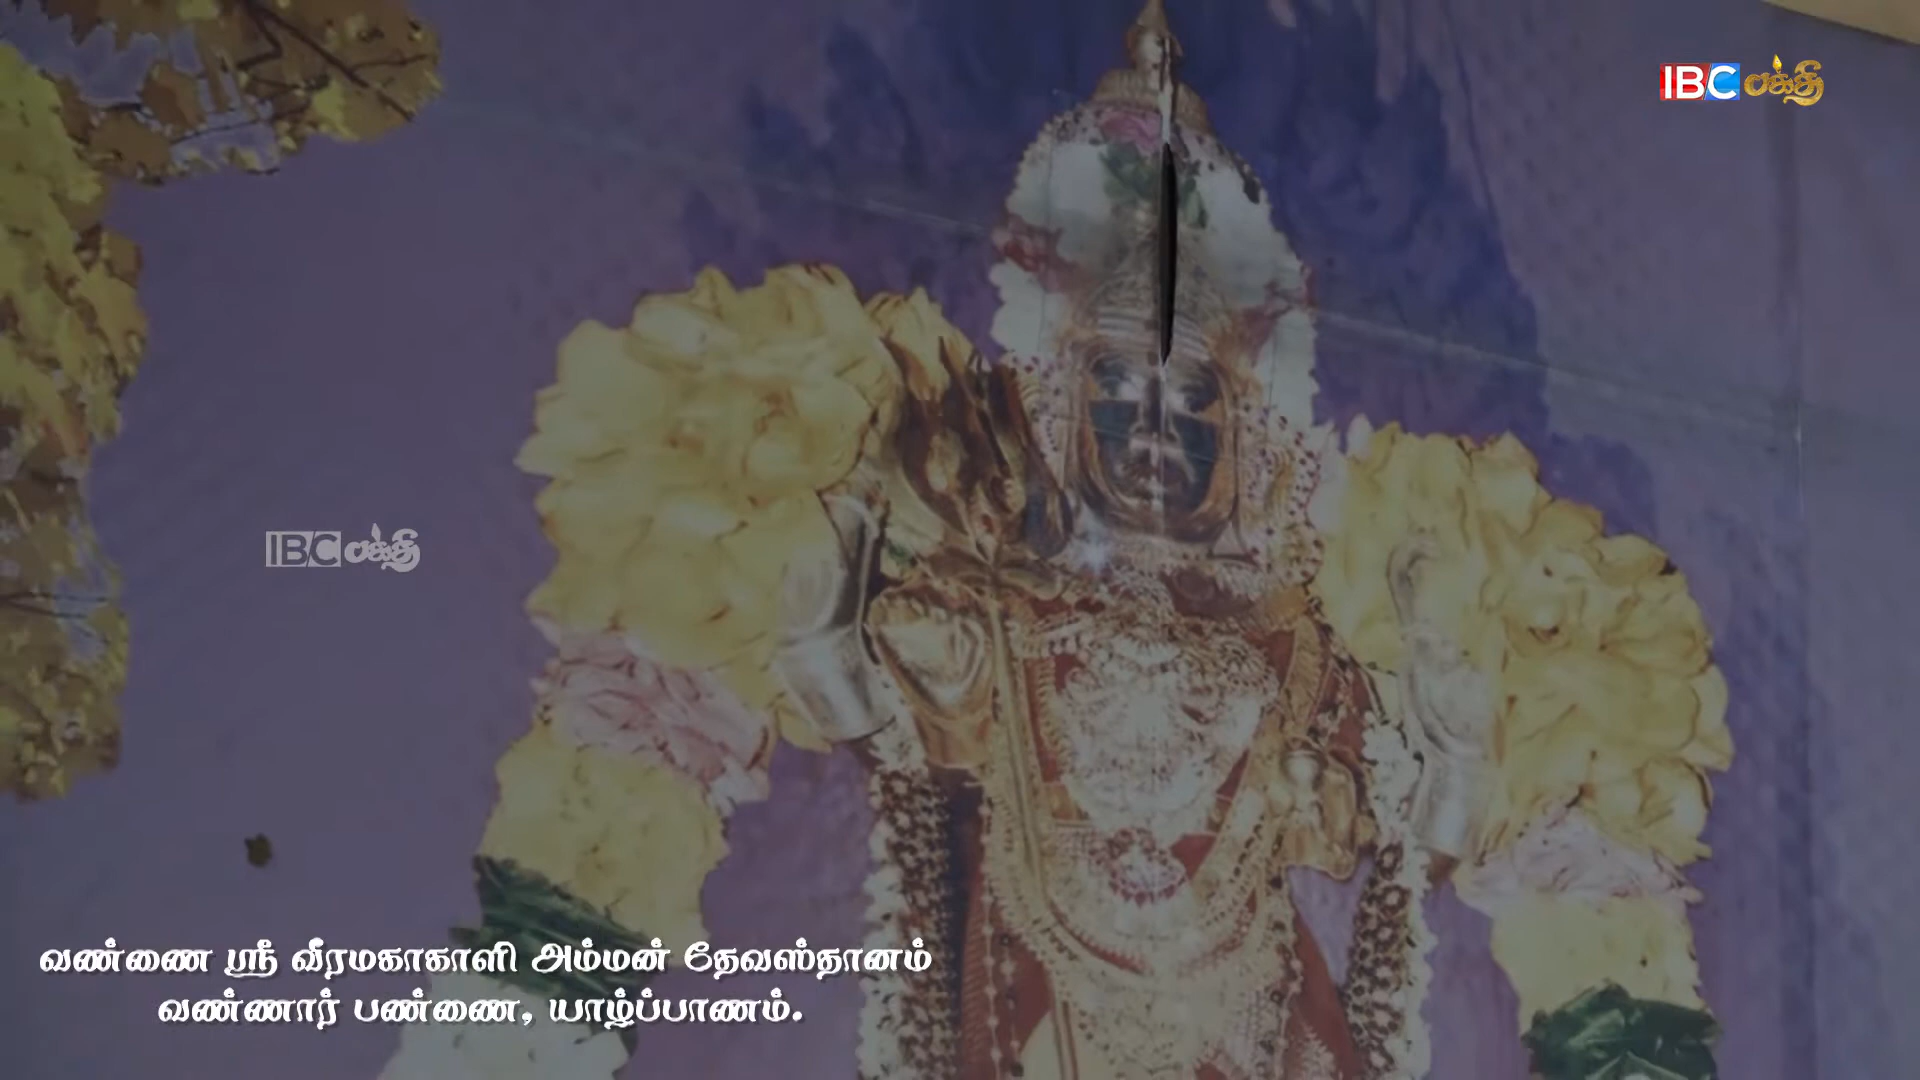 IBC பக்தி
IBC பக்தி
வண்ணை ஸ்ரீ வீரமகாகாளி அம்மன் தேவஸ்தானம்
வண்ணார் பண்ணை, யாழ்ப்பாணம்.